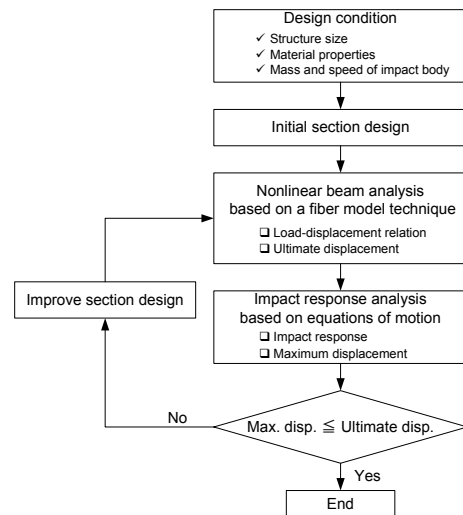 Design condition
✓ Structure size
✓ Material properties
✓ Mass and speed of impact body
Initial section design
Nonlinear beam analysis
based on a fiber model technique
❑ Load-displacement relation
❑ Ultimate displacement
Improve section design
Impact response analysis
based on equations of motion
❑ Impact response
❑ Maximum displacement
No
Max. disp. ≦ Ultimate disp.
Yes
End